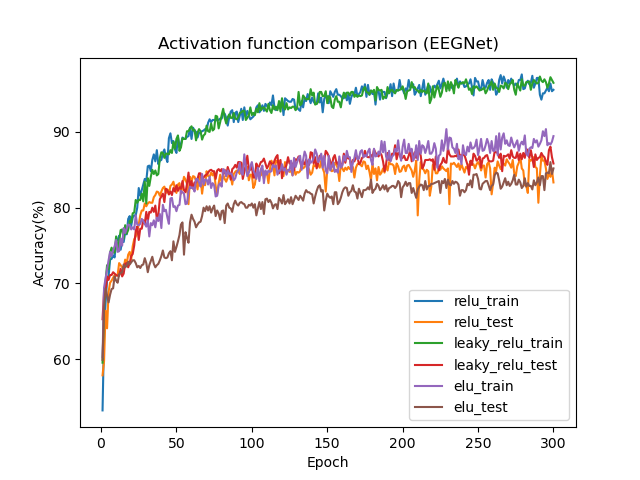 Activation function comparison (EEGNet)
Accuracy(%)
90
80
70
60
0 50 100 150 200 250 300
Epoch
relu_train
relu_test
leaky_relu_train
leaky_relu_test
elu_train
elu_test